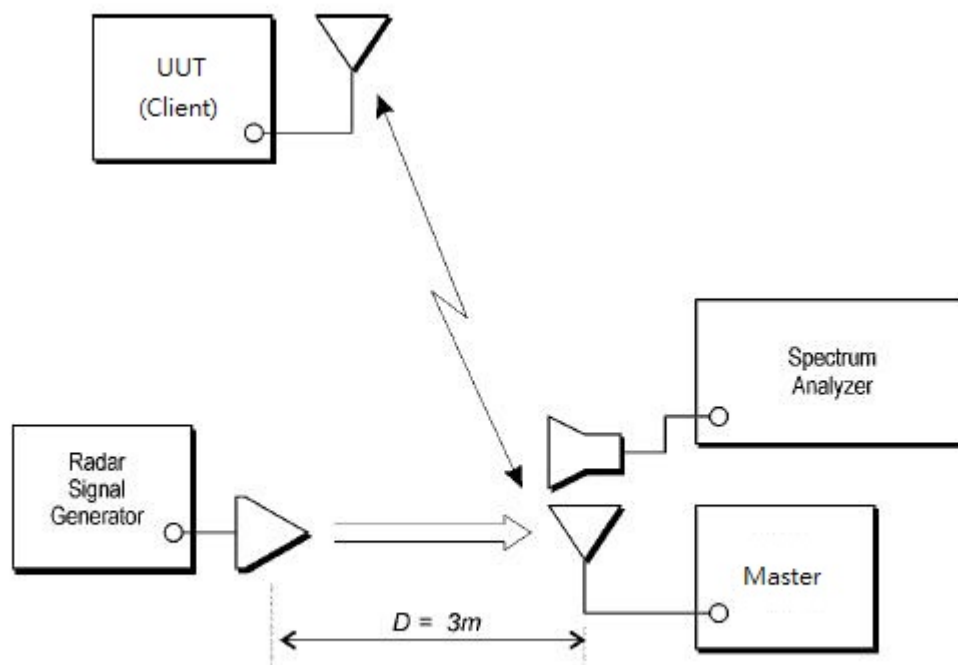 UUT
(Client)
Spectrum
Analyzer
Radar
Signal
Generator
Master
D = 3m